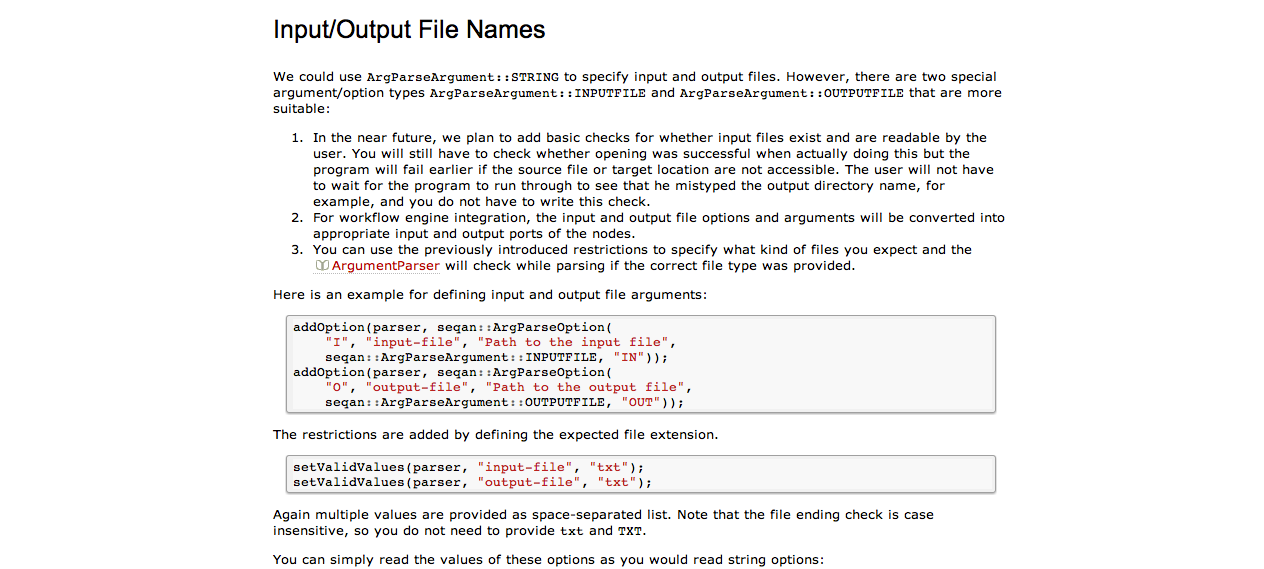 Input/Output File Names
We could use ArgParseArgument::STRING to specify input and output files. However, there are two special
argument/option types ArgParseArgument::INPUTFILE and ArgParseArgument::OUTPUTFILE that are more
suitable:
1. In the near future, we plan to add basic checks for whether input files exist and are readable by the
user. You will still have to check whether opening was successful when actually doing this but the
program will fail earlier if the source file or target location are not accessible. The user will not have
to wait for the program to run through to see that he mistyped the output directory name, for
example, and you do not have to write this check.
2. For workflow engine integration, the input and output file options and arguments will be converted into
appropriate input and output ports of the nodes.
3. You can use the previously introduced restrictions to specify what kind of files you expect and the
ArgumentParser will check while parsing if the correct file type was provided.
Here is an example for defining input and output file arguments:
addOption(parser, seqan::ArgParseOption(
    "I", "input-file", "Path to the input file",
    seqan::ArgParseArgument::INPUTFILE, "IN"));
addOption(parser, seqan::ArgParseOption(
    "O", "output-file", "Path to the output file",
    seqan::ArgParseArgument::OUTPUTFILE, "OUT"));
The restrictions are added by defining the expected file extension.
setValidValues(parser, "input-file", "txt");
setValidValues(parser, "output-file", "txt");
Again multiple values are provided as space-separated list. Note that the file ending check is case
insensitive, so you do not need to provide txt and TXT.
You can simply read the values of these options as you would read string options: